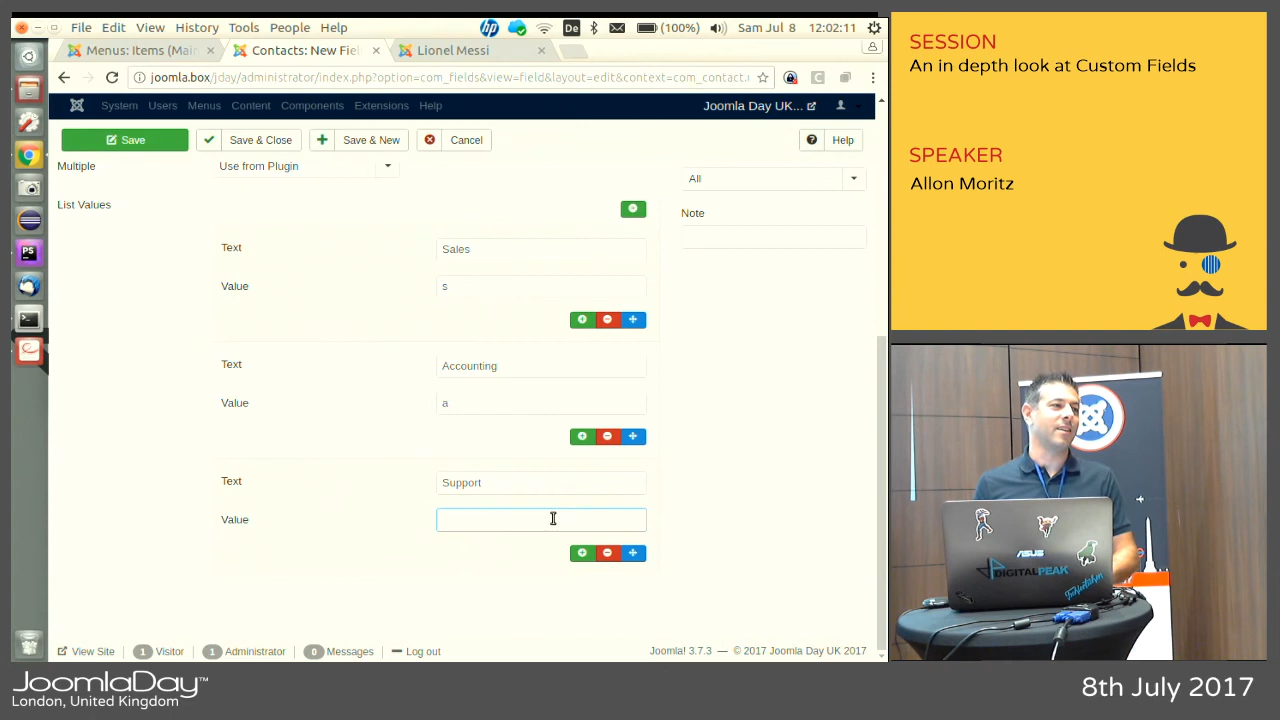 File Edit View History Tools People Help
De (100%) Sam Jul 8 12:02:11
Menus: Items (Mai
Contacts: New Fiel
Lionel Messi
joomla.box/jday/administrator/index.php?option=com_fields&view=field&layout=edit&context=com_contact.
System Users Menus Content Components Extensions Help
Joomla Day UK...
Save
Save & Close
Save & New
Cancel
Help
Multiple
Use from Plugin
All
List Values
Note
Text
Sales
Value
s
Text
Accounting
Value
a
Text
Support
Value
View Site
1 Visitor
1 Administrator
0 Messages
Log out
Joomla! 3.7.3 — © 2017 Joomla Day UK 2017
SESSION
An in depth look at Custom Fields
SPEAKER
Allon Moritz
ASUS
DIGITALPEAK
JoomlaDay™
London, United Kingdom
8th July 2017